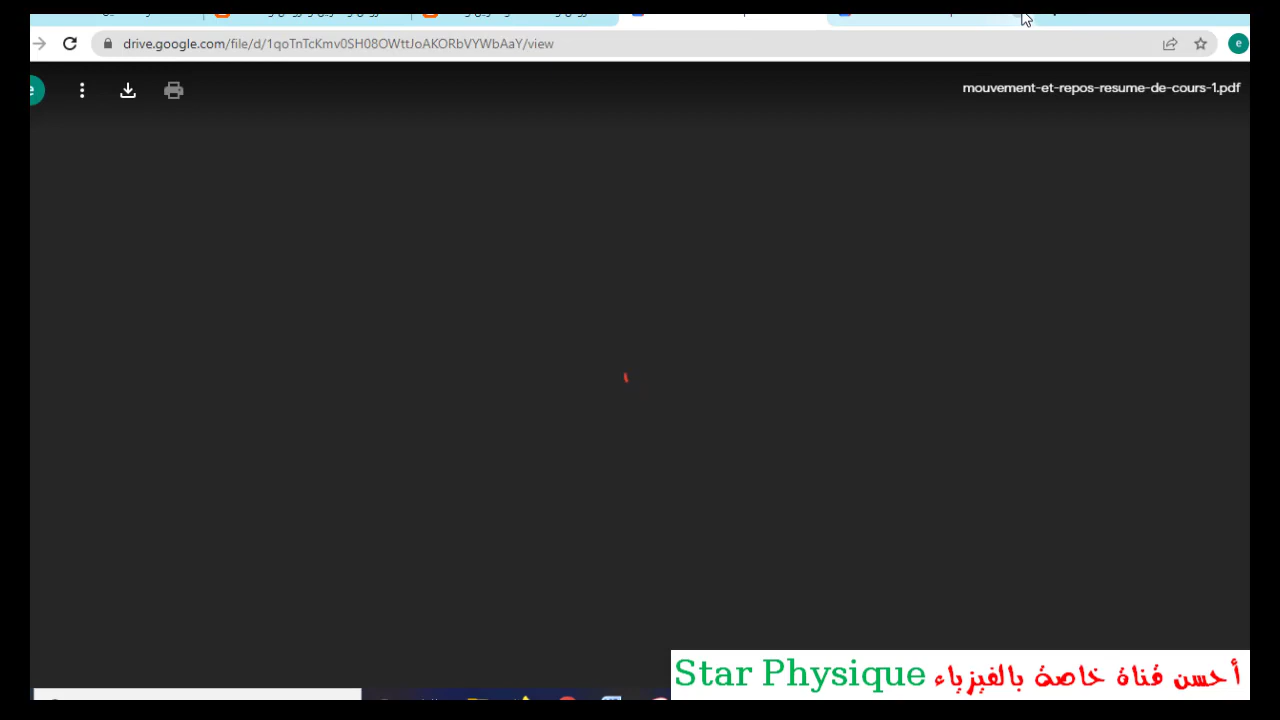 drive.google.com/file/d/1qoTnTcKmv0SH08OWttJoAKORbVYWbAaY/view
e
e
mouvement-et-repos-resume-de-cours-1.pdf
Star Physique أحسن قناة خاصة بالفيزياء